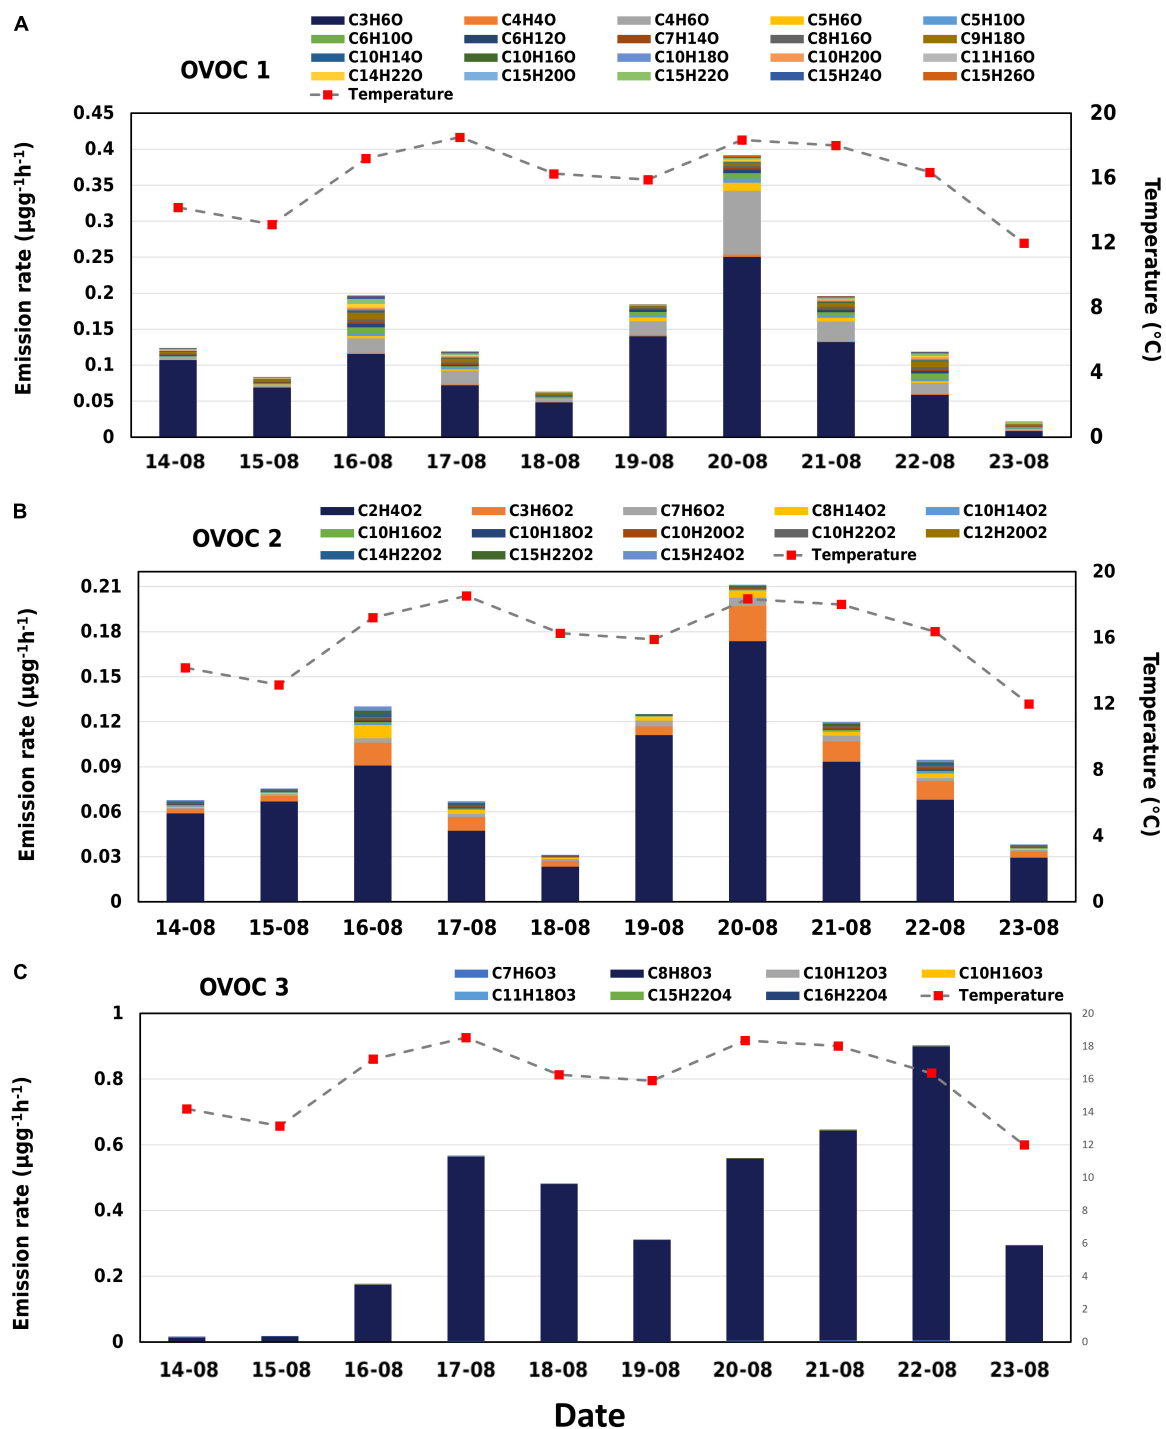 A
C3H6O C4H4O C4H6O C5H6O C5H10O
C6H10O C6H12O C7H14O C8H16O C9H18O
C10H14O C10H16O C10H18O C10H20O C11H16O
OVOC 1
C14H22O C15H20O C15H22O C15H24O C15H26O
Temperature
Emission rate (µgg-1h-1)
0.45
0.4
0.35
0.3
0.25
0.2
0.15
0.1
0.05
0
20
16
12
8
4
0
Temperature (°C)
14-08 15-08 16-08 17-08 18-08 19-08 20-08 21-08 22-08 23-08
B
C2H4O2 C3H6O2 C7H6O2 C8H14O2 C10H14O2
C10H16O2 C10H18O2 C10H20O2 C10H22O2 C12H20O2
OVOC 2
C14H22O2 C15H22O2 C15H24O2 Temperature
Emission rate (µgg-1h-1)
0.21
0.18
0.15
0.12
0.09
0.06
0.03
0
20
16
12
8
4
0
Temperature (°C)
14-08 15-08 16-08 17-08 18-08 19-08 20-08 21-08 22-08 23-08
C
C7H6O3 C8H8O3 C10H12O3 C10H16O3
OVOC 3
C11H18O3 C15H22O4 C16H22O4 Temperature
Emission rate (µgg-1h-1)
1
0.8
0.6
0.4
0.2
0
20
18
16
14
12
10
8
6
4
2
0
14-08 15-08 16-08 17-08 18-08 19-08 20-08 21-08 22-08 23-08
Date